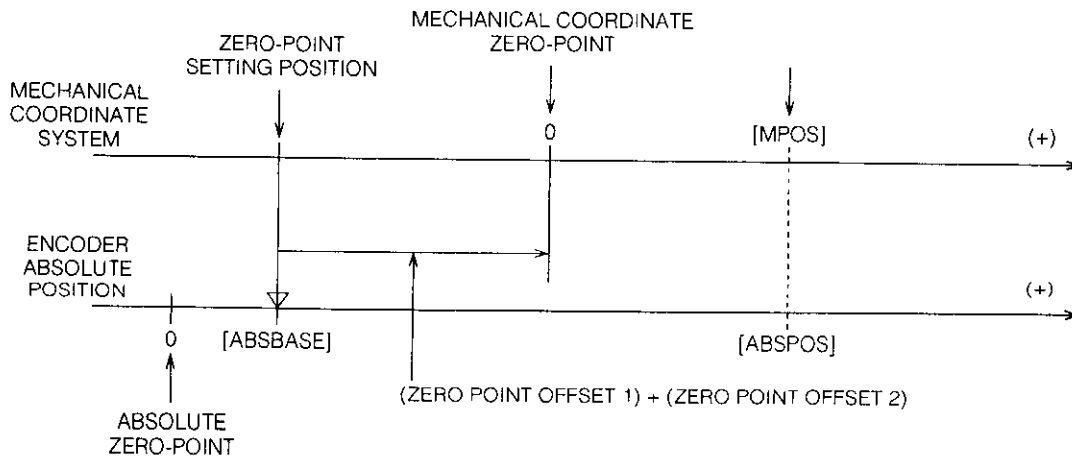 MECHANICAL COORDINATE
ZERO-POINT
ZERO-POINT
SETTING POSITION
MECHANICAL
COORDINATE
SYSTEM
0
[MPOS]
(+)
ENCODER
ABSOLUTE
POSITION
(+)
0
[ABSBASE]
[ABSPOS]
(ZERO POINT OFFSET 1) + (ZERO POINT OFFSET 2)
ABSOLUTE
ZERO-POINT